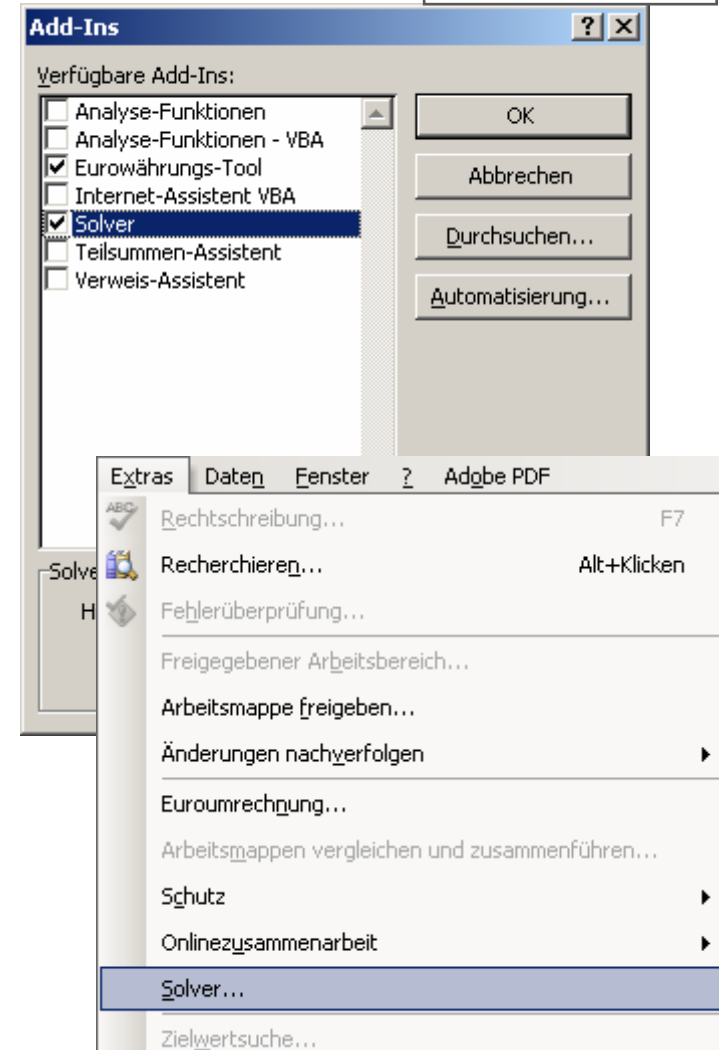 Add-Ins
Verfügbare Add-Ins:
Analyse-Funktionen
Analyse-Funktionen - VBA
Eurowährungs-Tool
Internet-Assistent VBA
Solver
Teilsummen-Assistent
Verweis-Assistent
OK
Abbrechen
Durchsuchen...
Automatisierung...
Solve
H
Extras Daten Fenster ? Adobe PDF
Rechtschreibung... F7
Recherchieren... Alt+Klicken
Fehlerüberprüfung...
Freigegebener Arbeitsbereich...
Arbeitsmappe freigeben...
Änderungen nachverfolgen
Euroumrechnung...
Arbeitsmappen vergleichen und zusammenführen...
Schutz
Onlinezusammenarbeit
Solver...
Zielwertsuche...